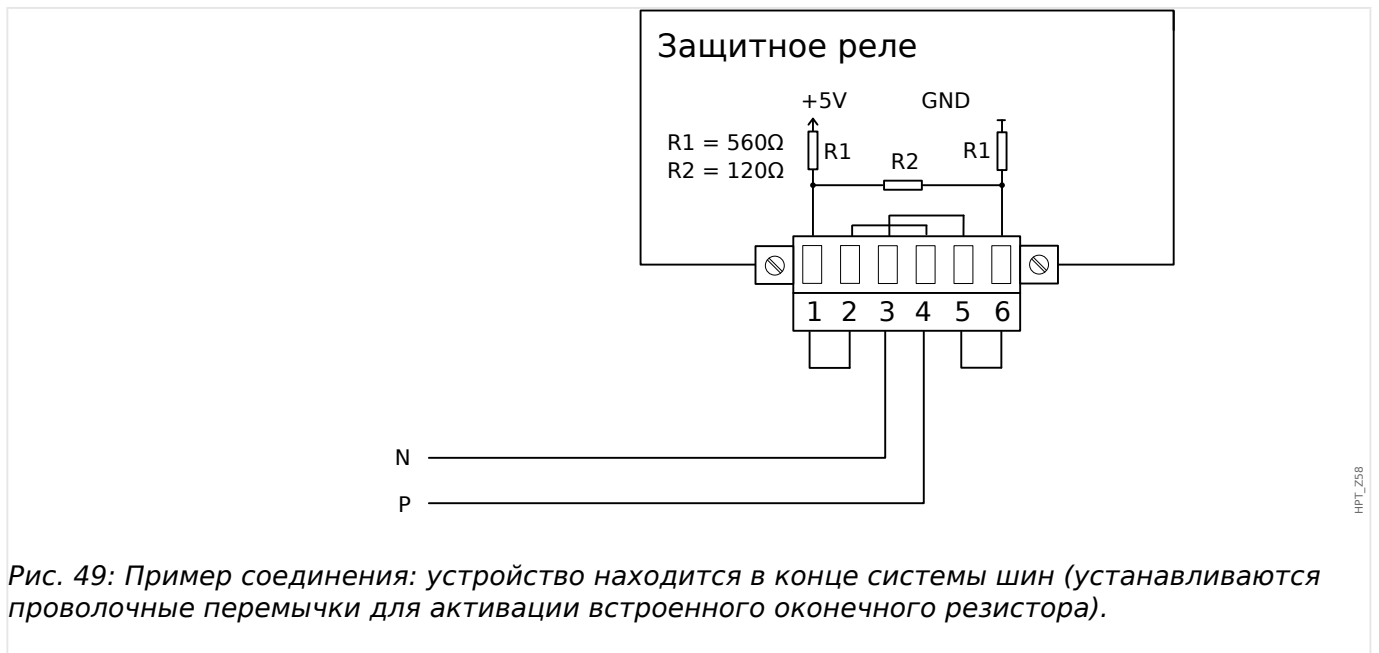 Защитное реле
+5V GND
R1 = 560Ω
R2 = 120Ω
R1 R2 R1
1 2 3 4 5 6
N
P
HPT_Z58
Рис. 49: Пример соединения: устройство находится в конце системы шин (устанавливаются
проволочные перемычки для активации встроенного оконечного резистора).